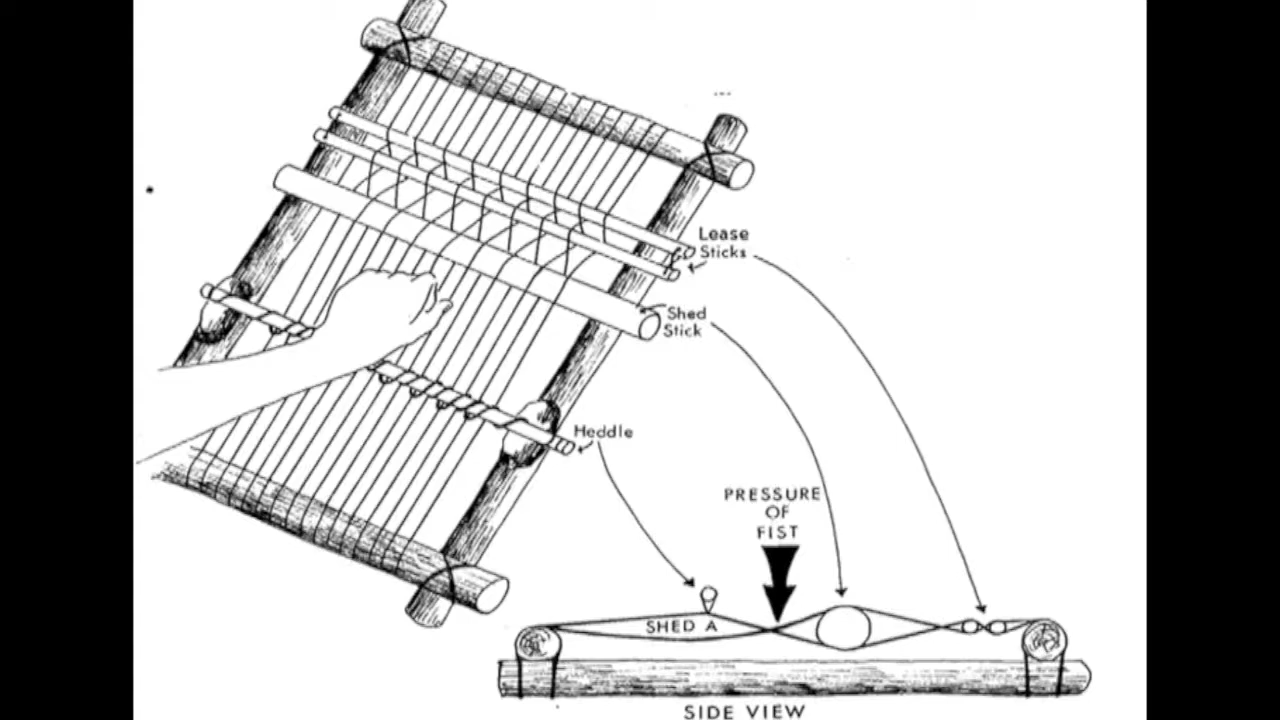 Lease
Sticks
Shed
Stick
Heddle
PRESSURE
OF
FIST
SHED A
SIDE VIEW